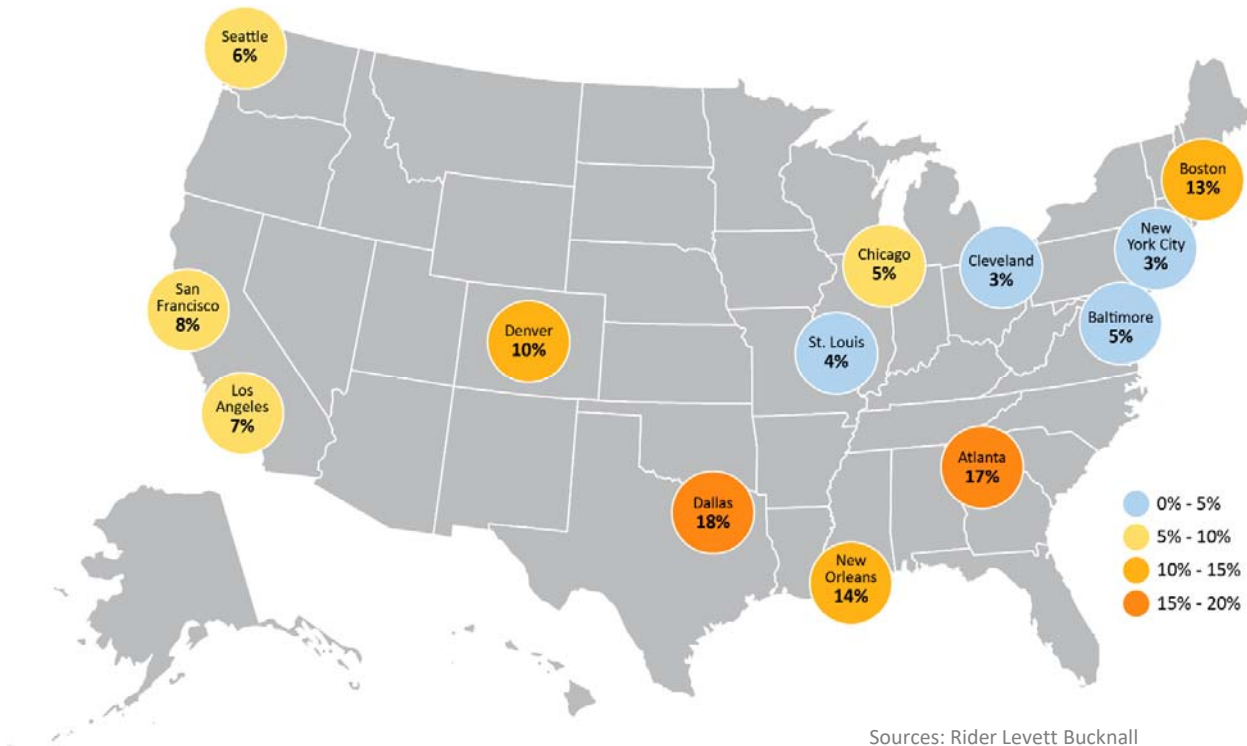 Seattle
6%
Boston
13%
New
York City
3%
Chicago
5%
Cleveland
3%
San
Francisco
8%
Denver
10%
Baltimore
5%
St. Louis
4%
Los
Angeles
7%
Atlanta
17%
Dallas
18%
New
Orleans
14%
0% - 5%
5% - 10%
10% - 15%
15% - 20%
Sources: Rider Levett Bucknall